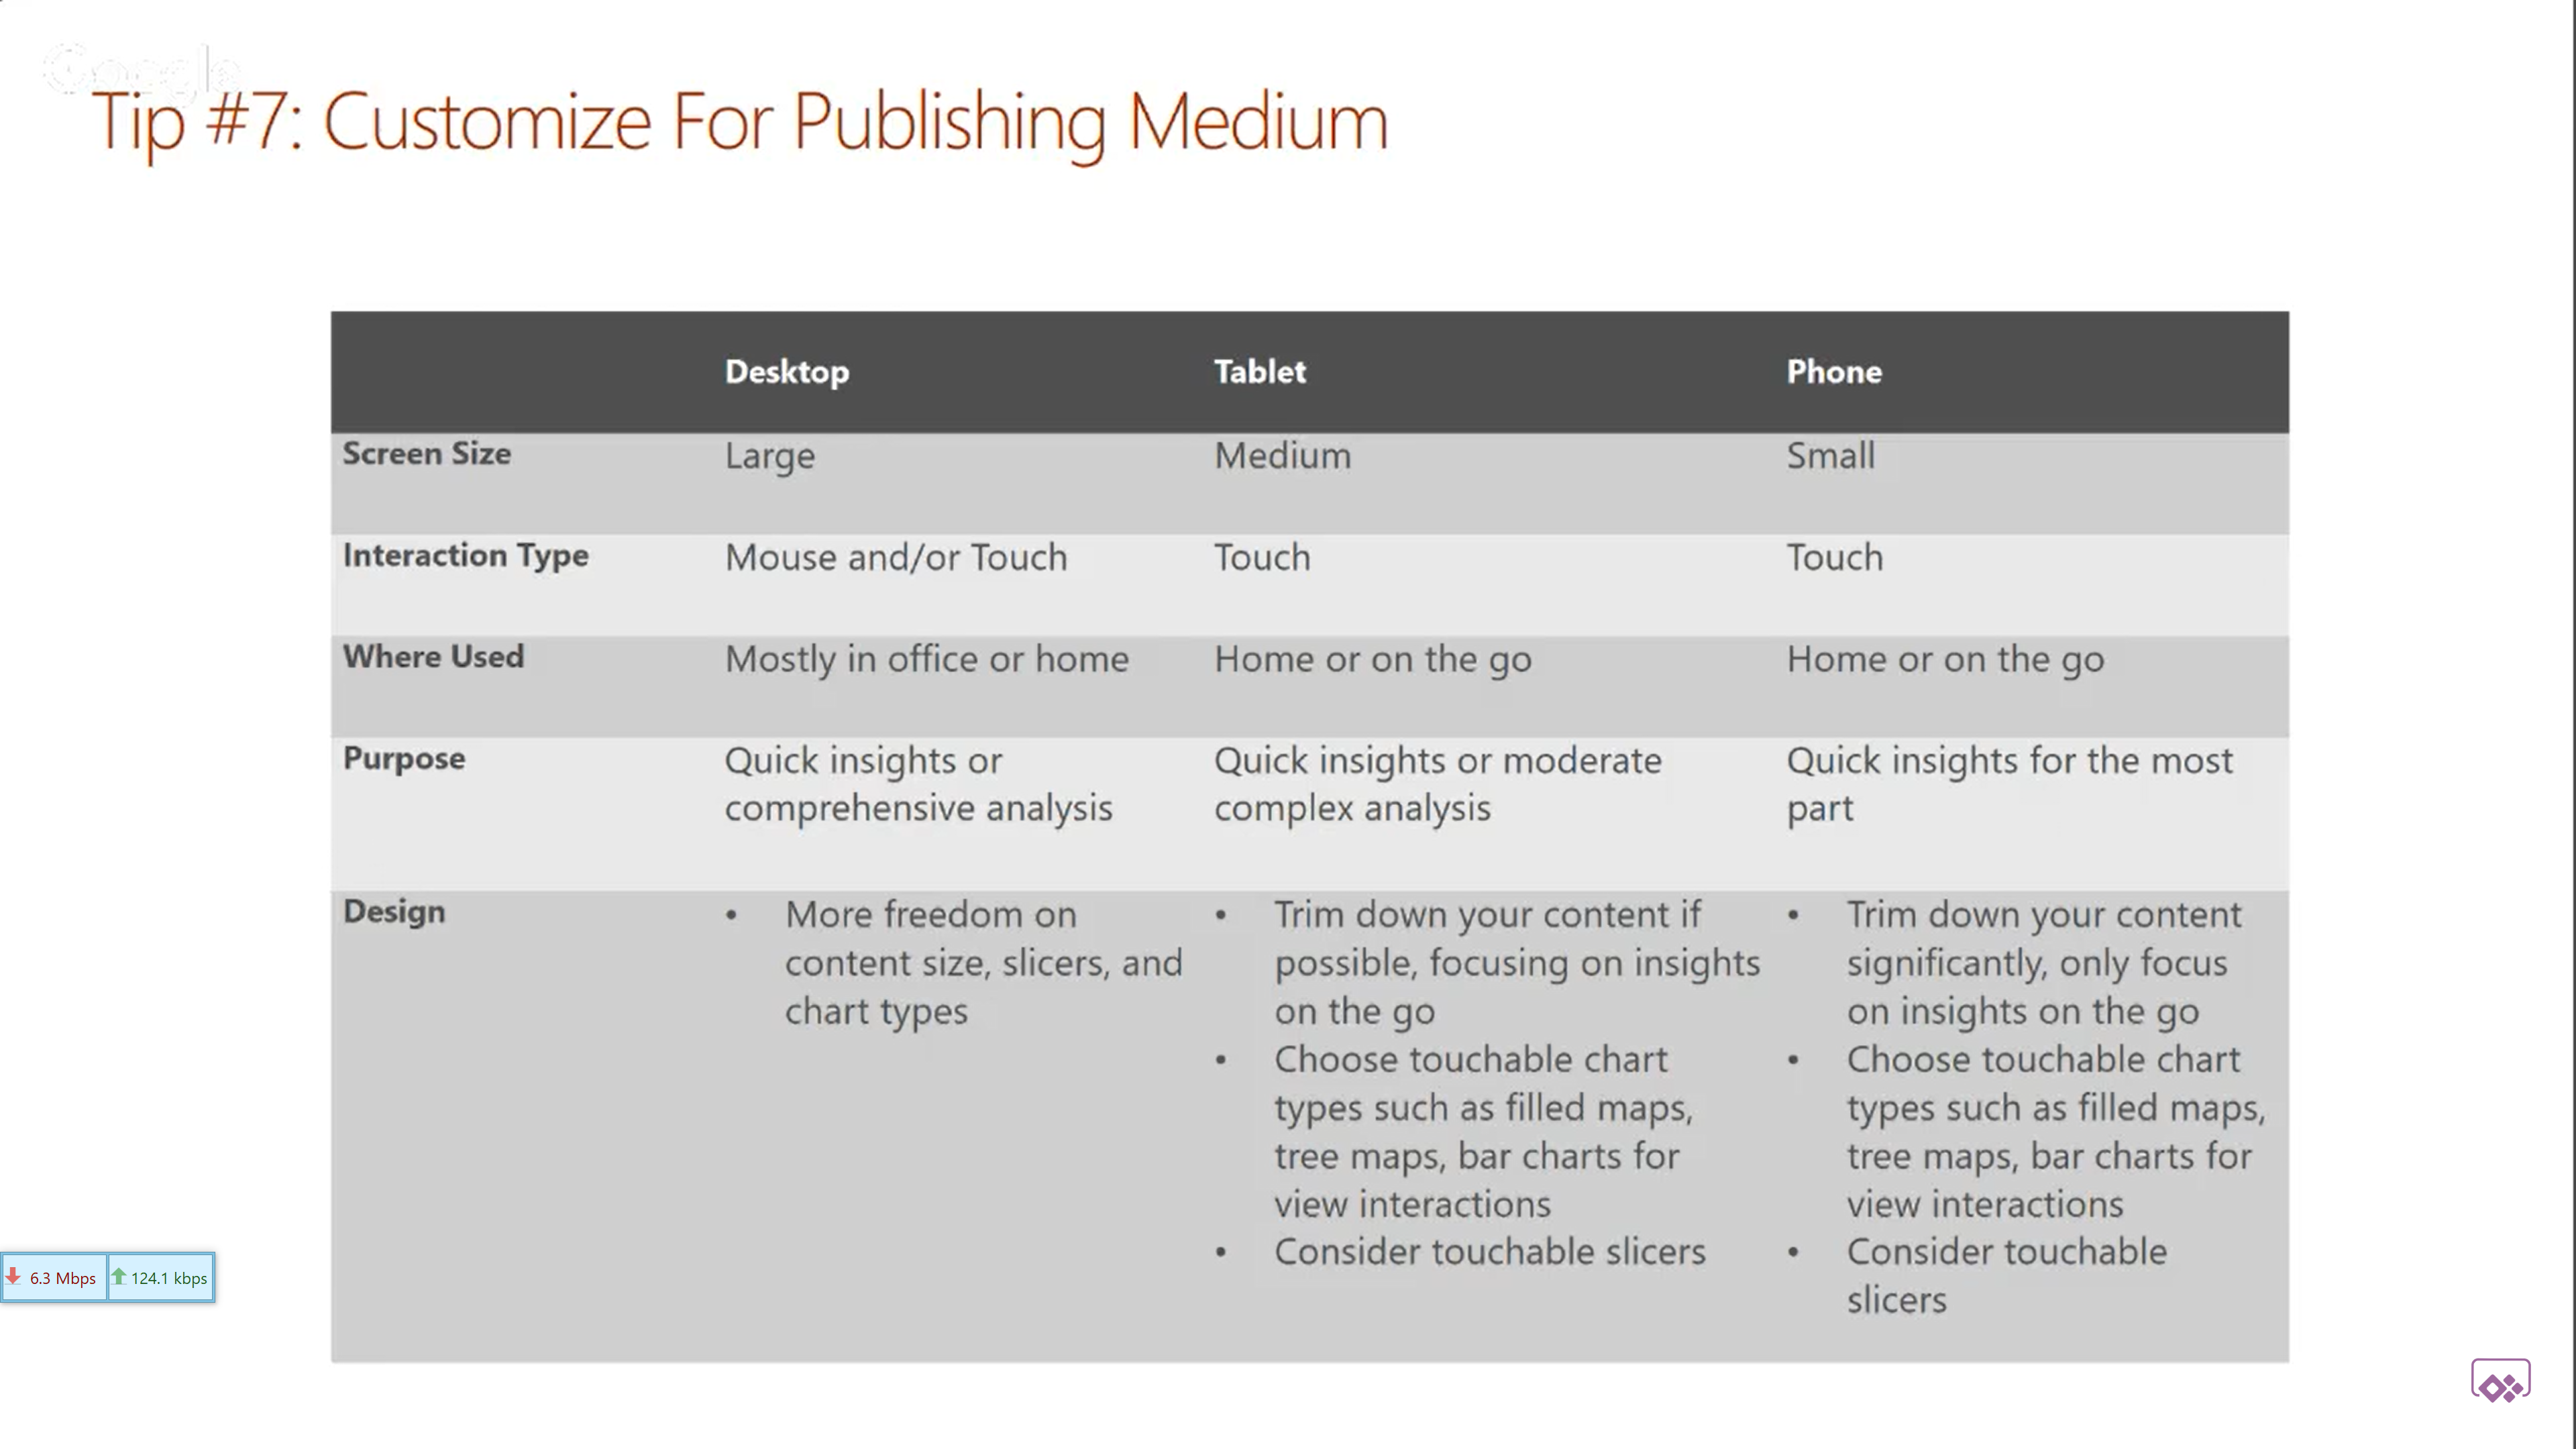 Google
Tip #7: Customize For Publishing Medium
Desktop Tablet Phone
Screen Size Large Medium Small
Interaction Type Mouse and/or Touch Touch Touch
Where Used Mostly in office or home Home or on the go Home or on the go
Purpose Quick insights or Quick insights or moderate Quick insights for the most
comprehensive analysis complex analysis part
Design • More freedom on • Trim down your content if • Trim down your content
content size, slicers, and possible, focusing on insights significantly, only focus
chart types on the go on insights on the go
• Choose touchable chart • Choose touchable chart
types such as filled maps, types such as filled maps,
tree maps, bar charts for tree maps, bar charts for
view interactions view interactions
• Consider touchable slicers • Consider touchable
slicers
6.3 Mbps 124.1 kbps